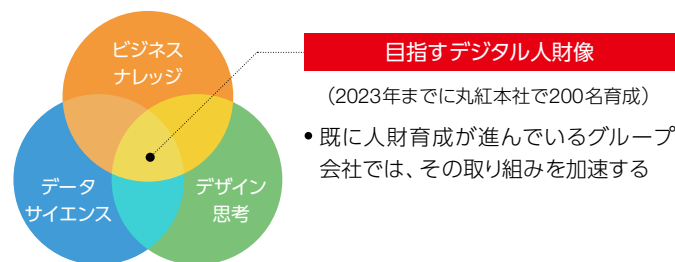 ビジネス
ナレッジ
データ
サイエンス
デザイン
思考
目指すデジタル人財像
（2023年までに丸紅本社で200名育成）
• 既に人財育成が進んでいるグループ
会社では、その取り組みを加速する